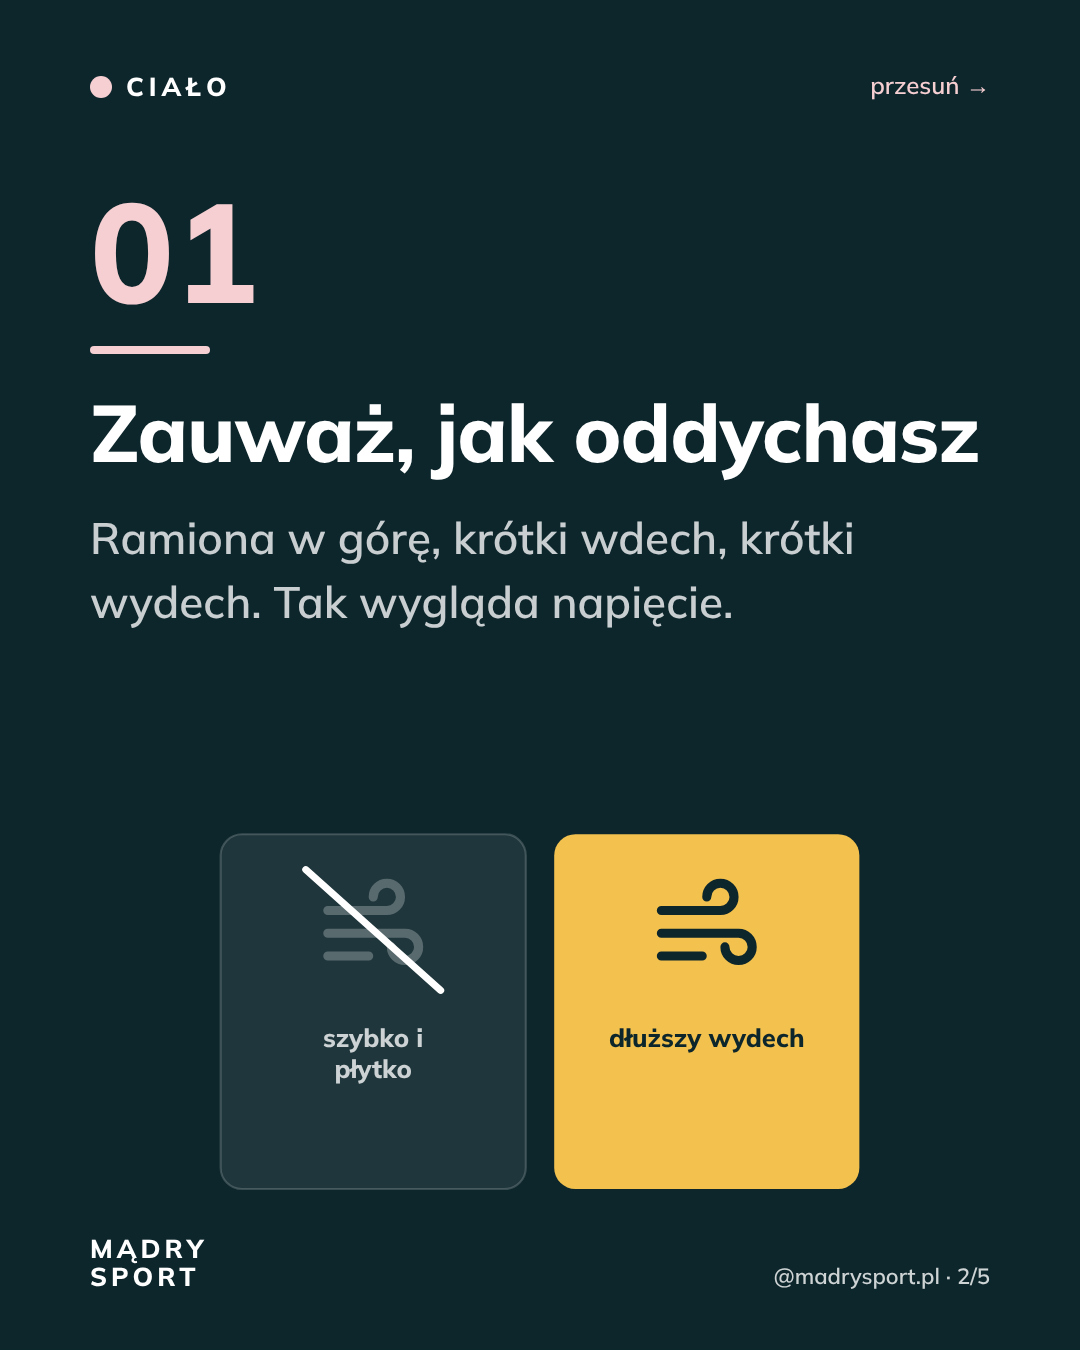 CIAŁO
przesuń →
01
Zauważ, jak oddychasz
Ramiona w górę, krótki wdech, krótki
wydech. Tak wygląda napięcie.
szybko i
płytko
dłuższy wydech
MĄDRY
SPORT
@madrysport.pl · 2/5